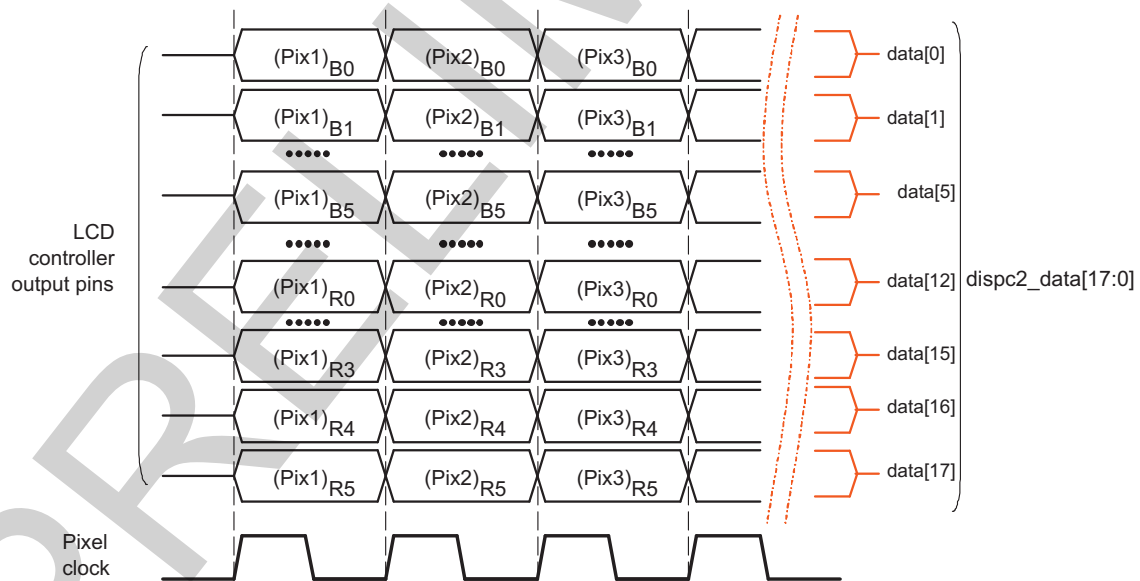 (Pix1)B0 (Pix2)B0 (Pix3)B0 data[0]
(Pix1)B1 (Pix2)B1 (Pix3)B1 data[1]
(Pix1)B5 (Pix2)B5 (Pix3)B5 data[5]
LCD
controller
output pins
(Pix1)R0 (Pix2)R0 (Pix3)R0 data[12] dispc2_data[17:0]
(Pix1)R3 (Pix2)R3 (Pix3)R3 data[15]
(Pix1)R4 (Pix2)R4 (Pix3)R4 data[16]
(Pix1)R5 (Pix2)R5 (Pix3)R5 data[17]
Pixel
clock
PRELIM